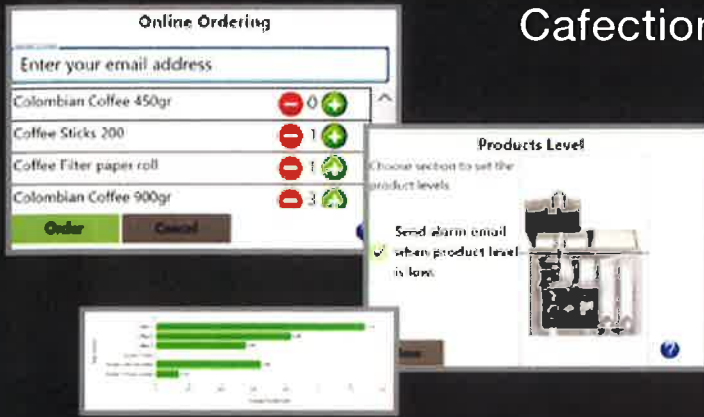 Cafection
Online Ordering
Enter your email address
Colombian Coffee 450gr 0
Coffee Sticks 200 1
Coffee Filter paper roll 1
Colombian Coffee 900gr 3
Order Cancel
Products Level
Choose section to set the
product levels
Send alarm email
when product level
is low.
?